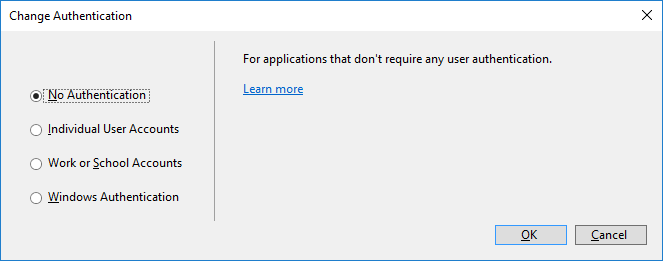 Change Authentication
For applications that don't require any user authentication.
Learn more
No Authentication
Individual User Accounts
Work or School Accounts
Windows Authentication
OK
Cancel